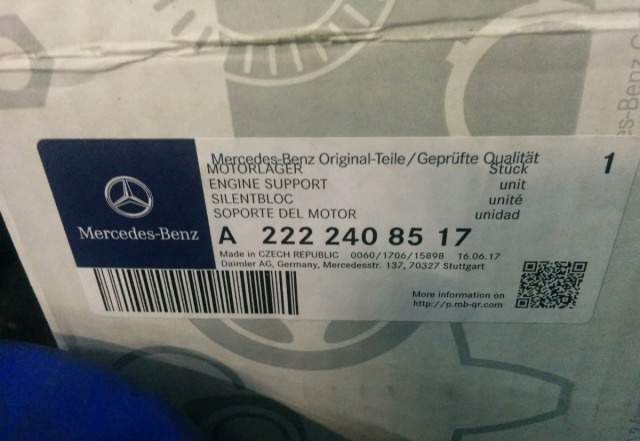 Mercedes-Benz Original-Teile/Geprüfte Qualität
MOTORLAGER Stück 1
ENGINE SUPPORT unit
SILENTBLOC unité
SOPORTE DEL MOTOR unidad
Mercedes-Benz
A 222 240 85 17
Made in CZECH REPUBLIC 0060/1706/15898 16.06.17
Daimler AG, Germany, Mercedesstr. 137, 70327 Stuttgart
More information on
http://p.mb-qr.com